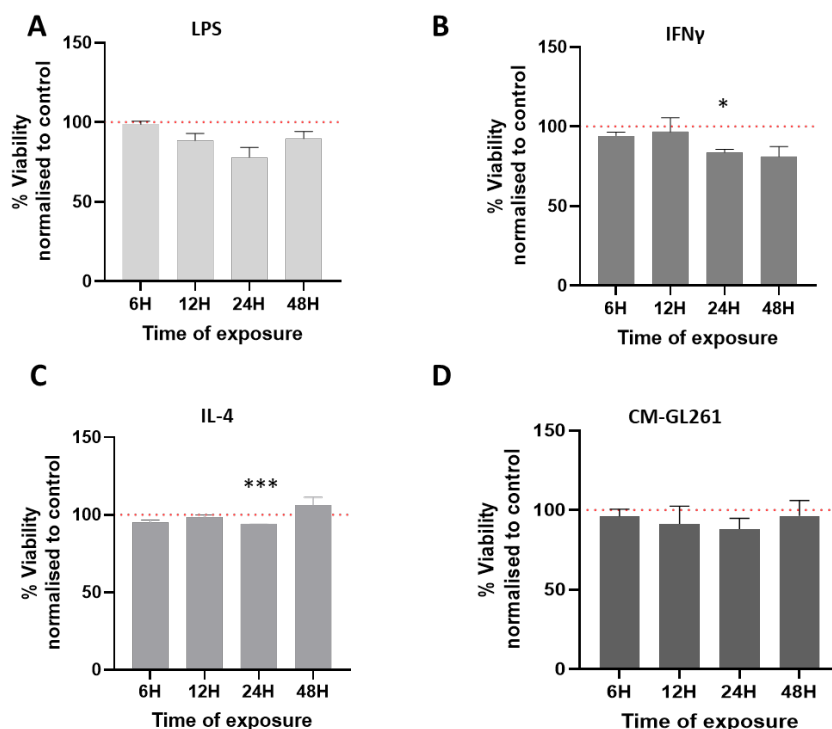 A
LPS
% Viability
normalised to control
150
100
50
0
6H 12H 24H 48H
Time of exposure
B
IFNγ
% Viability
normalised to control
150
100
50
0
*
6H 12H 24H 48H
Time of exposure
C
IL-4
% Viability
normalised to control
150
100
50
0
***
6H 12H 24H 48H
Time of exposure
D
CM-GL261
% Viability
normalised to control
150
100
50
0
6H 12H 24H 48H
Time of exposure